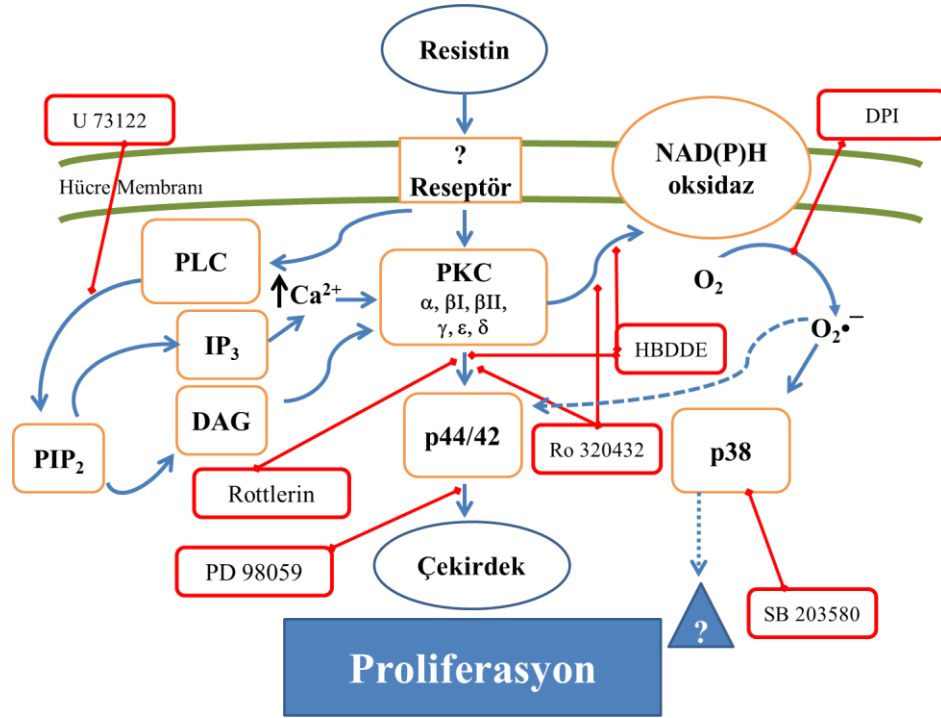 Resistin
U 73122
DPI
?
Reseptör
NAD(P)H
oksidaz
Hücre Membranı
PLC
Ca²⁺
PKC
α, βI, βII,
γ, ε, δ
O₂
O₂•⁻
IP₃
HBDDE
DAG
PIP₂
p44/42
Ro 320432
p38
Rottlerin
PD 98059
Çekirdek
SB 203580
?
Proliferasyon